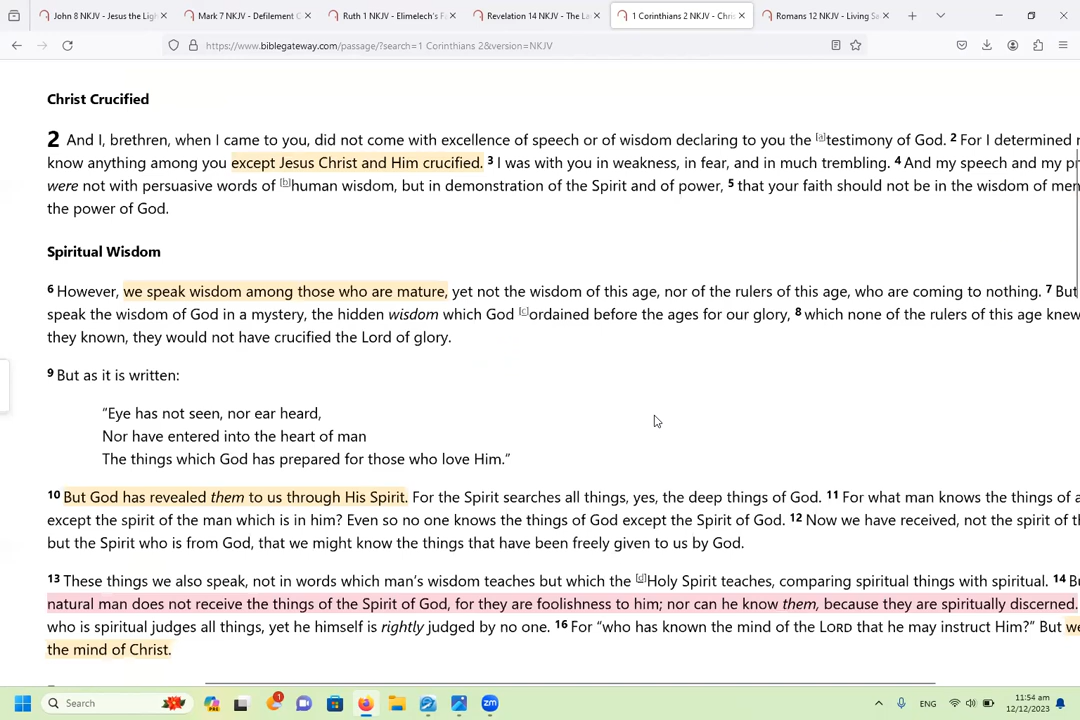 John 8 NKJV - Jesus the Lig
Mark 7 NKJV - Defilement C
Ruth 1 NKJV - Elimelech's F
Revelation 14 NKJV - The La
1 Corinthians 2 NKJV - Chri
Romans 12 NKJV - Living Sa
https://www.biblegateway.com/passage/?search=1 Corinthians 2&version=NKJV
Christ Crucified
2 And I, brethren, when I came to you, did not come with excellence of speech or of wisdom declaring to you the [a]testimony of God. 2 For I determined
know anything among you except Jesus Christ and Him crucified. 3 I was with you in weakness, in fear, and in much trembling. 4 And my speech and my p
were not with persuasive words of [b]human wisdom, but in demonstration of the Spirit and of power, 5 that your faith should not be in the wisdom of men
the power of God.
Spiritual Wisdom
6 However, we speak wisdom among those who are mature, yet not the wisdom of this age, nor of the rulers of this age, who are coming to nothing. 7 But
speak the wisdom of God in a mystery, the hidden wisdom which God [c]ordained before the ages for our glory, 8 which none of the rulers of this age knew
they known, they would not have crucified the Lord of glory.
9 But as it is written:
“Eye has not seen, nor ear heard,
Nor have entered into the heart of man
The things which God has prepared for those who love Him.”
10 But God has revealed them to us through His Spirit. For the Spirit searches all things, yes, the deep things of God. 11 For what man knows the things of a
except the spirit of the man which is in him? Even so no one knows the things of God except the Spirit of God. 12 Now we have received, not the spirit of th
but the Spirit who is from God, that we might know the things that have been freely given to us by God.
13 These things we also speak, not in words which man’s wisdom teaches but which the [d]Holy Spirit teaches, comparing spiritual things with spiritual. 14 B
natural man does not receive the things of the Spirit of God, for they are foolishness to him; nor can he know them, because they are spiritually discerned.
who is spiritual judges all things, yet he himself is rightly judged by no one. 16 For “who has known the mind of the LORD that he may instruct Him?” But we
the mind of Christ.
Search
PRE
1
zm
ENG
11:54 am
12/12/2023